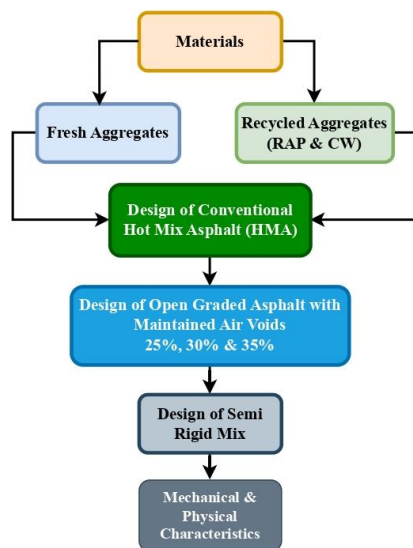 Materials
Fresh Aggregates
Recycled Aggregates
(RAP & CW)
Design of Conventional
Hot Mix Asphalt (HMA)
Design of Open Graded Asphalt with
Maintained Air Voids
25%, 30% & 35%
Design of Semi
Rigid Mix
Mechanical &
Physical
Characteristics